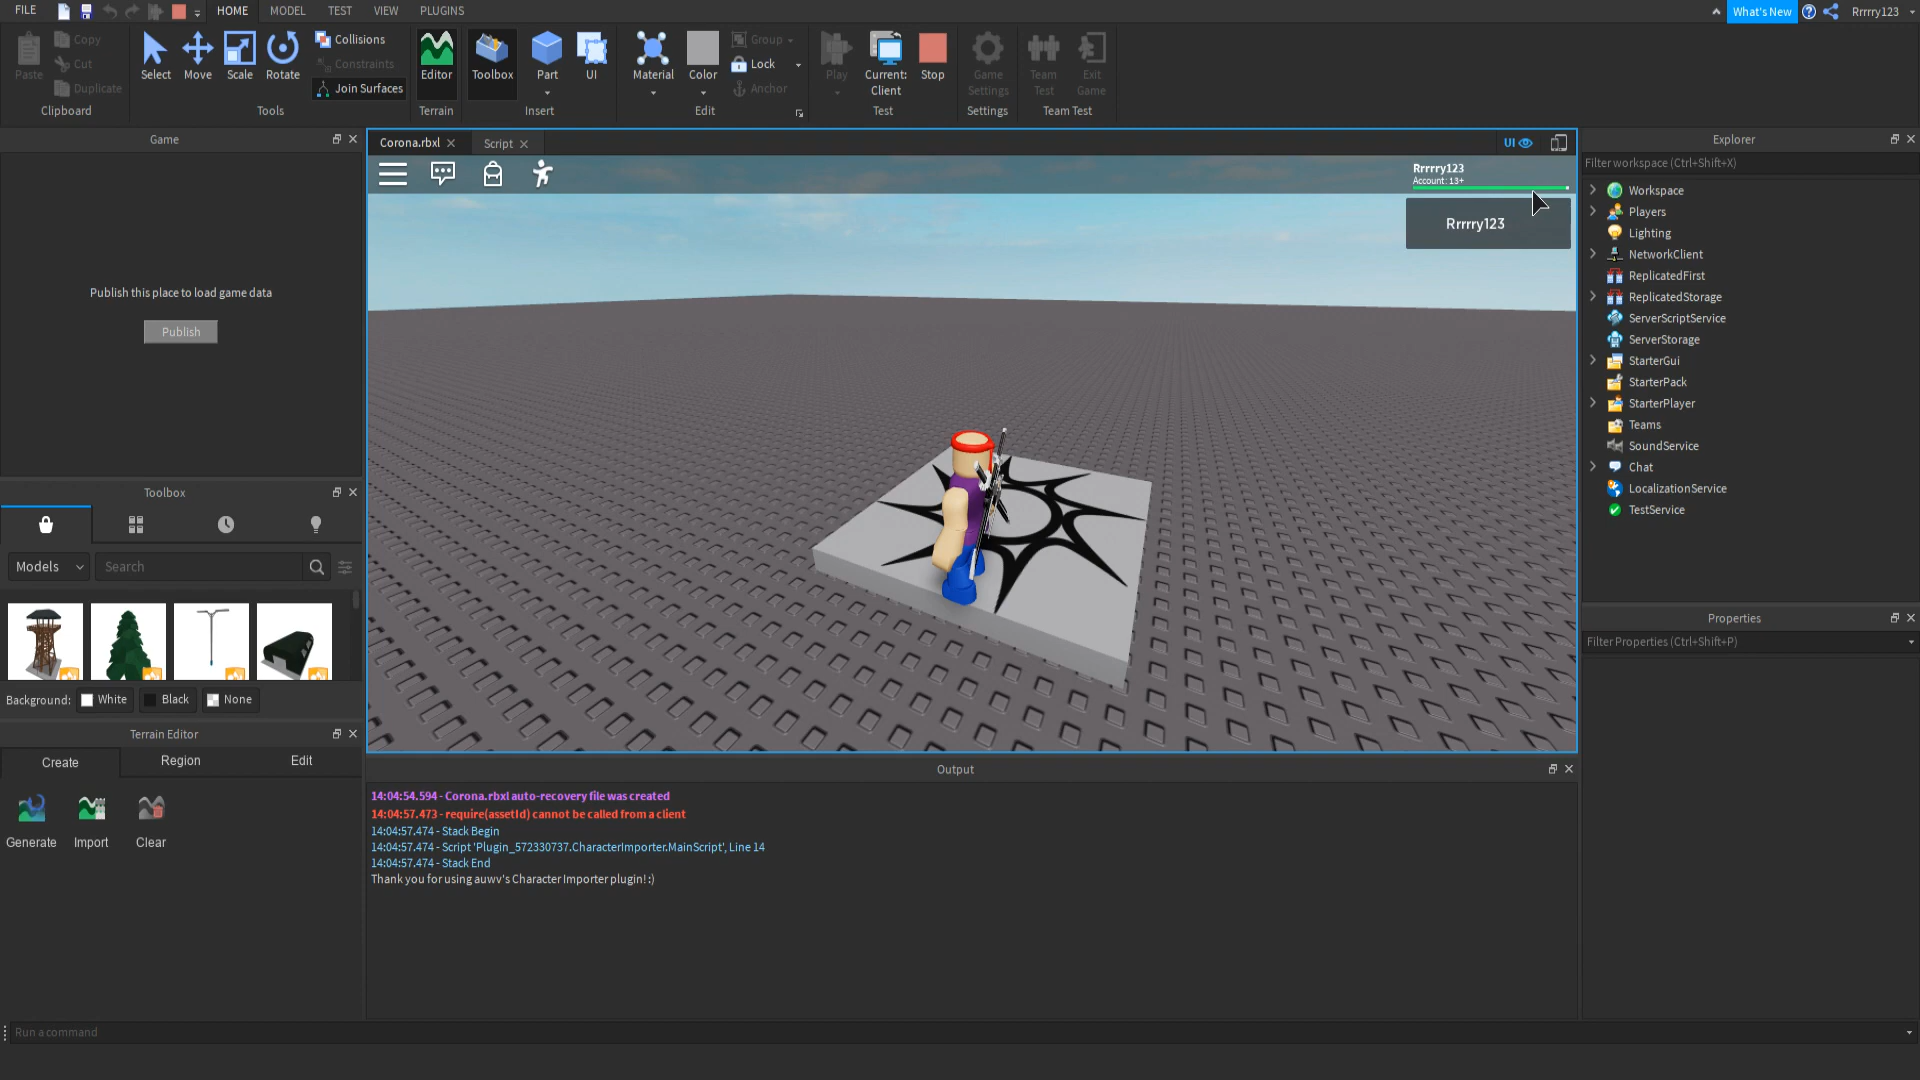 FILE HOME MODEL TEST VIEW PLUGINS What's New Rrrrry123
Paste Copy Cut Duplicate Clipboard
Select Move Scale Rotate Collisions Constraints Join Surfaces Tools
Editor Terrain
Toolbox Part UI Insert
Material Color Group Lock Anchor Edit
Play Current: Client Stop Test
Game Settings Settings
Team Test Exit Game Team Test
Game
Publish this place to load game data
Publish
Toolbox
Models Search
Background: White Black None
Terrain Editor
Create Region Edit
Generate Import Clear
Corona.rbxl Script UI
Rrrrry123
Account: 13+
Rrrrry123
Output
14:04:54.594 - Corona.rbxl auto-recovery file was created
14:04:57.473 - require(assetId) cannot be called from a client
14:04:57.474 - Stack Begin
14:04:57.474 - Script 'Plugin_572330737.CharacterImporter.MainScript', Line 14
14:04:57.474 - Stack End
Thank you for using auwv's Character Importer plugin! :)
Explorer
Filter workspace (Ctrl+Shift+X)
Workspace
Players
Lighting
NetworkClient
ReplicatedFirst
ReplicatedStorage
ServerScriptService
ServerStorage
StarterGui
StarterPack
StarterPlayer
Teams
SoundService
Chat
LocalizationService
TestService
Properties
Filter Properties (Ctrl+Shift+P)
Run a command